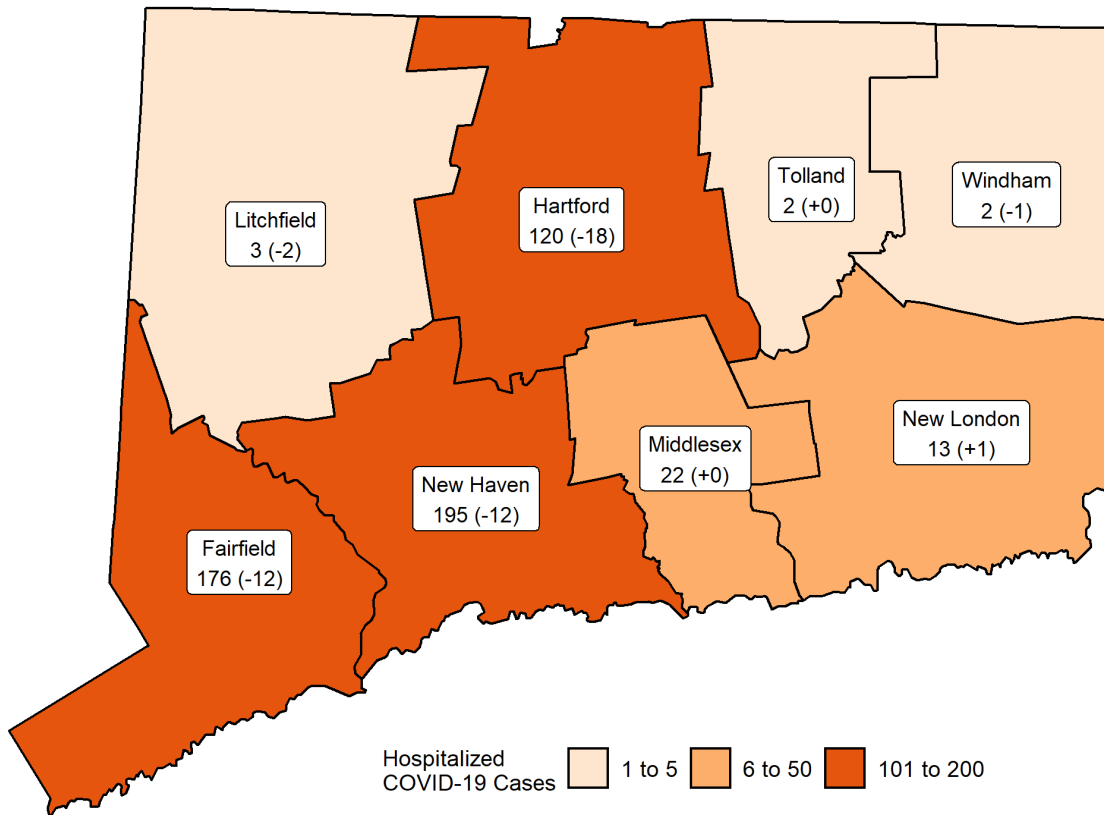 Tolland
2 (+0)
Windham
2 (-1)
Hartford
120 (-18)
Litchfield
3 (-2)
New London
13 (+1)
Middlesex
22 (+0)
New Haven
195 (-12)
Fairfield
176 (-12)
Hospitalized
COVID-19 Cases
1 to 5
6 to 50
101 to 200